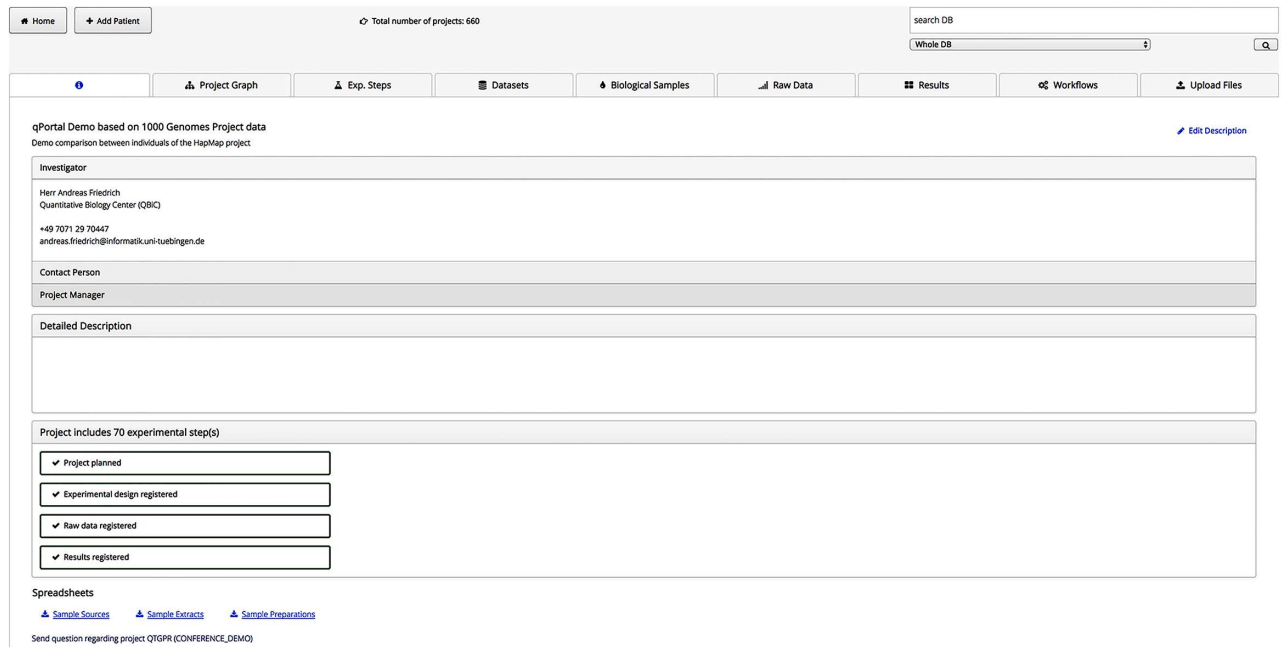 Home
Add Patient
Total number of projects: 660
search DB
Whole DB
Project Graph
Exp. Steps
Datasets
Biological Samples
Raw Data
Results
Workflows
Upload Files
qPortal Demo based on 1000 Genomes Project data
Edit Description
Demo comparison between individuals of the HapMap project
Investigator
Herr Andreas Friedrich
Quantitative Biology Center (QBiC)
+49 7071 29 70447
andreas.friedrich@informatik.uni-tuebingen.de
Contact Person
Project Manager
Detailed Description
Project includes 70 experimental step(s)
Project planned
Experimental design registered
Raw data registered
Results registered
Spreadsheets
Sample Sources
Sample Extracts
Sample Preparations
Send question regarding project QTGPR (CONFERENCE_DEMO)